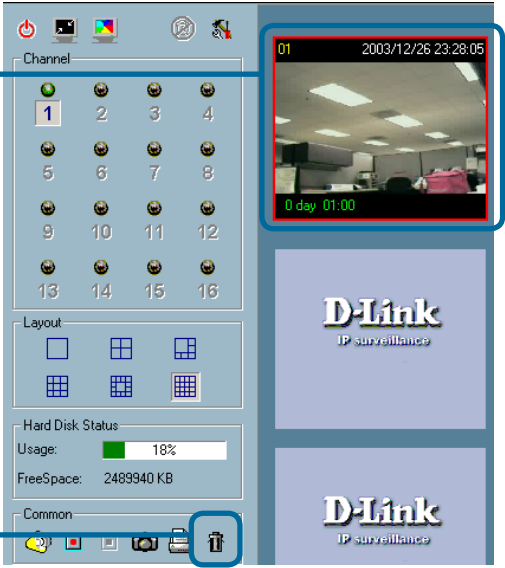 Channel
1 2 3 4
5 6 7 8
9 10 11 12
13 14 15 16
Layout
Hard Disk Status
Usage: 18%
FreeSpace: 2489940 KB
Common
01 2003/12/26 23:28:05
0 day 01:00
D-Link
IP surveillance
D-Link
IP surveillance